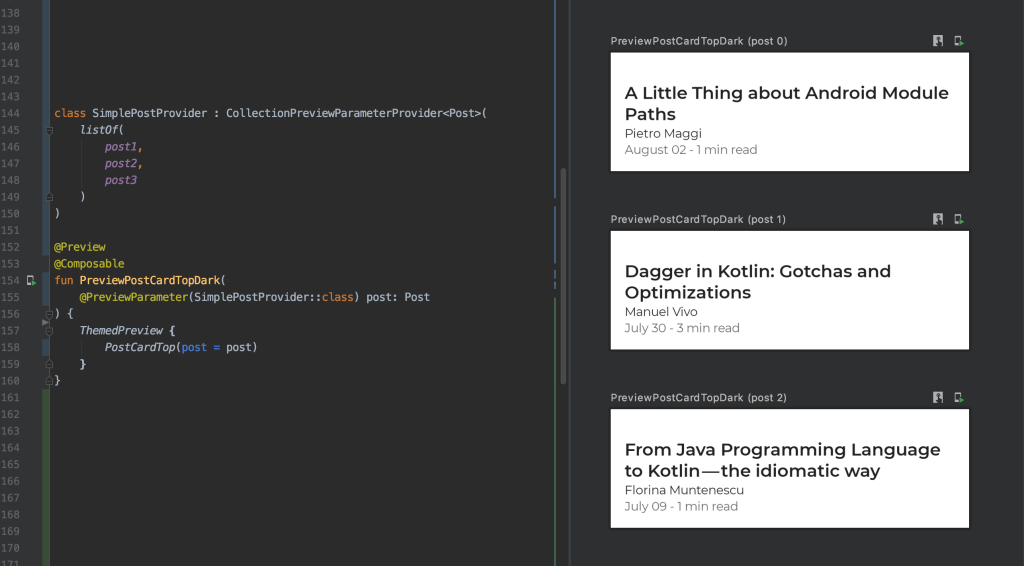 138
139
140
141
142
143
144 class SimplePostProvider : CollectionPreviewParameterProvider<Post>(
145 listOf(
146 post1,
147 post2,
148 post3
149 )
150 )
151
152 @Preview
153 @Composable
154 fun PreviewPostCardTopDark(
155 @PreviewParameter(SimplePostProvider::class) post: Post
156 ) {
157 ThemedPreview {
158 PostCardTop(post = post)
159 }
160 }
161
162
163
164
165
166
167
168
169
170
171
PreviewPostCardTopDark (post 0)
A Little Thing about Android Module
Paths
Pietro Maggi
August 02 - 1 min read
PreviewPostCardTopDark (post 1)
Dagger in Kotlin: Gotchas and
Optimizations
Manuel Vivo
July 30 - 3 min read
PreviewPostCardTopDark (post 2)
From Java Programming Language
to Kotlin—the idiomatic way
Florina Muntenescu
July 09 - 1 min read